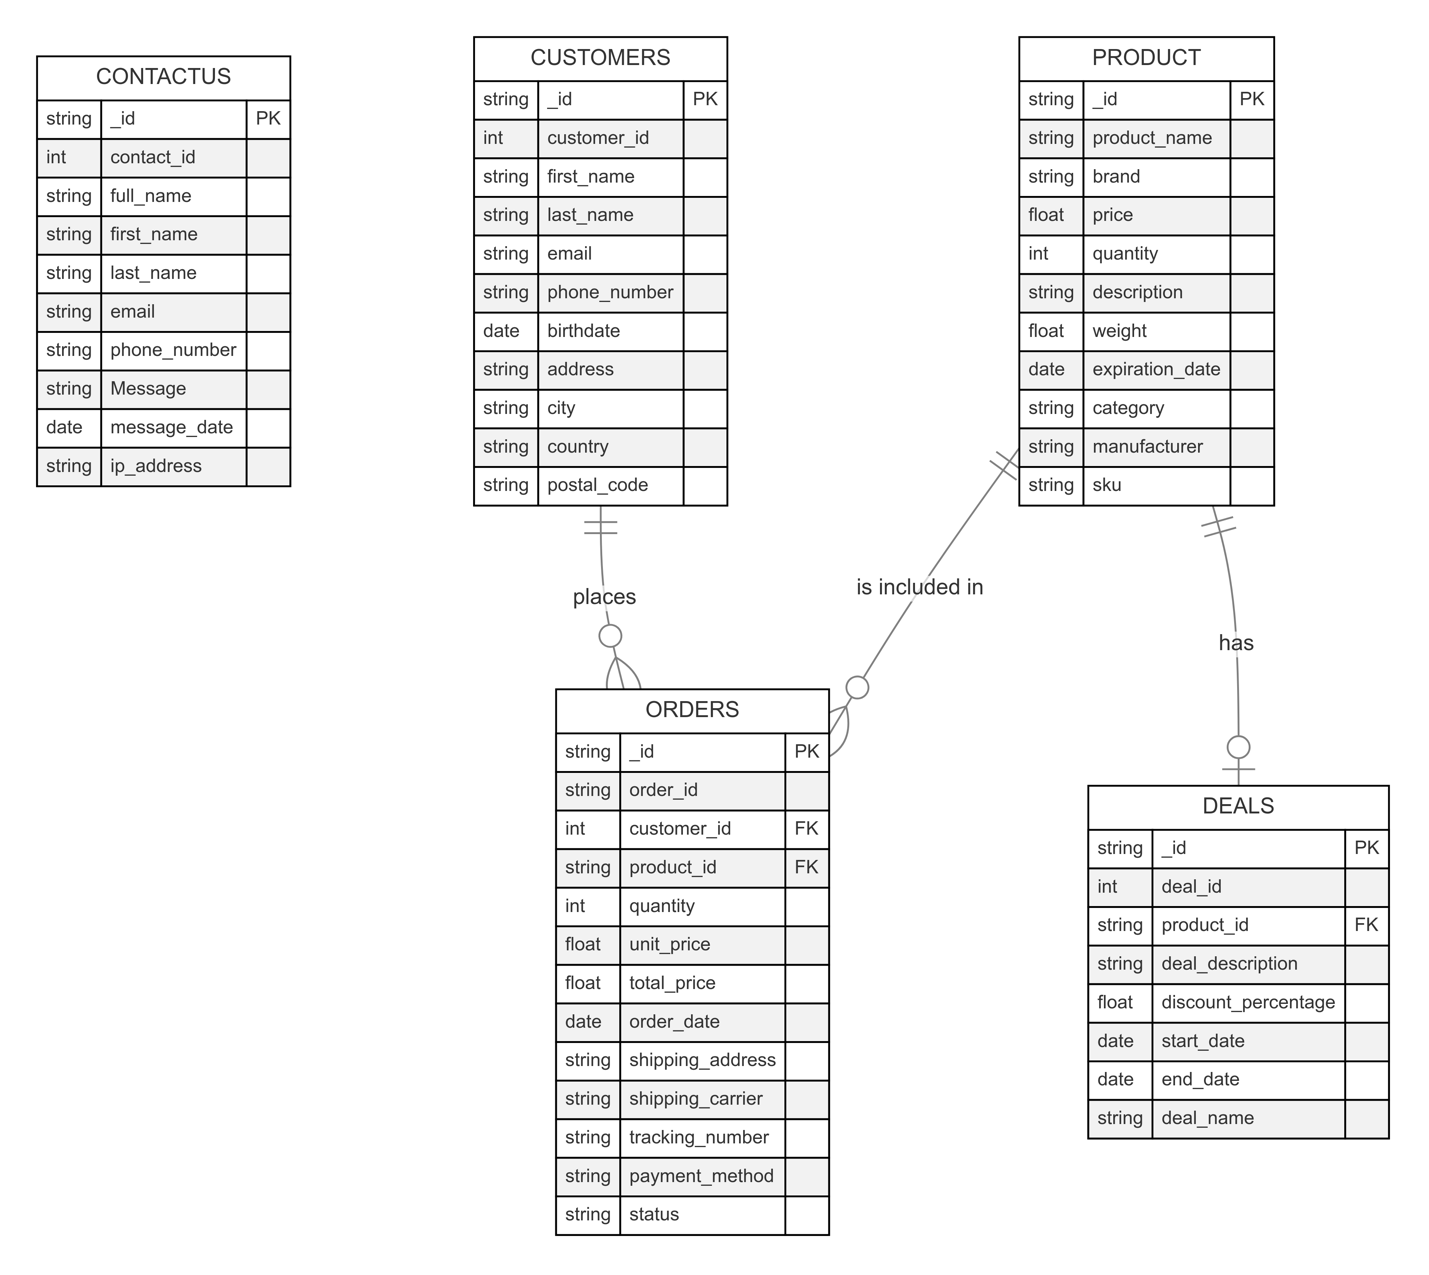 CONTACTUS
string _id PK
int contact_id
string full_name
string first_name
string last_name
string email
string phone_number
string Message
date message_date
string ip_address
CUSTOMERS
string _id PK
int customer_id
string first_name
string last_name
string email
string phone_number
date birthdate
string address
string city
string country
string postal_code
PRODUCT
string _id PK
string product_name
string brand
float price
int quantity
string description
float weight
date expiration_date
string category
string manufacturer
string sku
places
is included in
has
ORDERS
string _id PK
string order_id
int customer_id FK
string product_id FK
int quantity
float unit_price
float total_price
date order_date
string shipping_address
string shipping_carrier
string tracking_number
string payment_method
string status
DEALS
string _id PK
int deal_id
string product_id FK
string deal_description
float discount_percentage
date start_date
date end_date
string deal_name